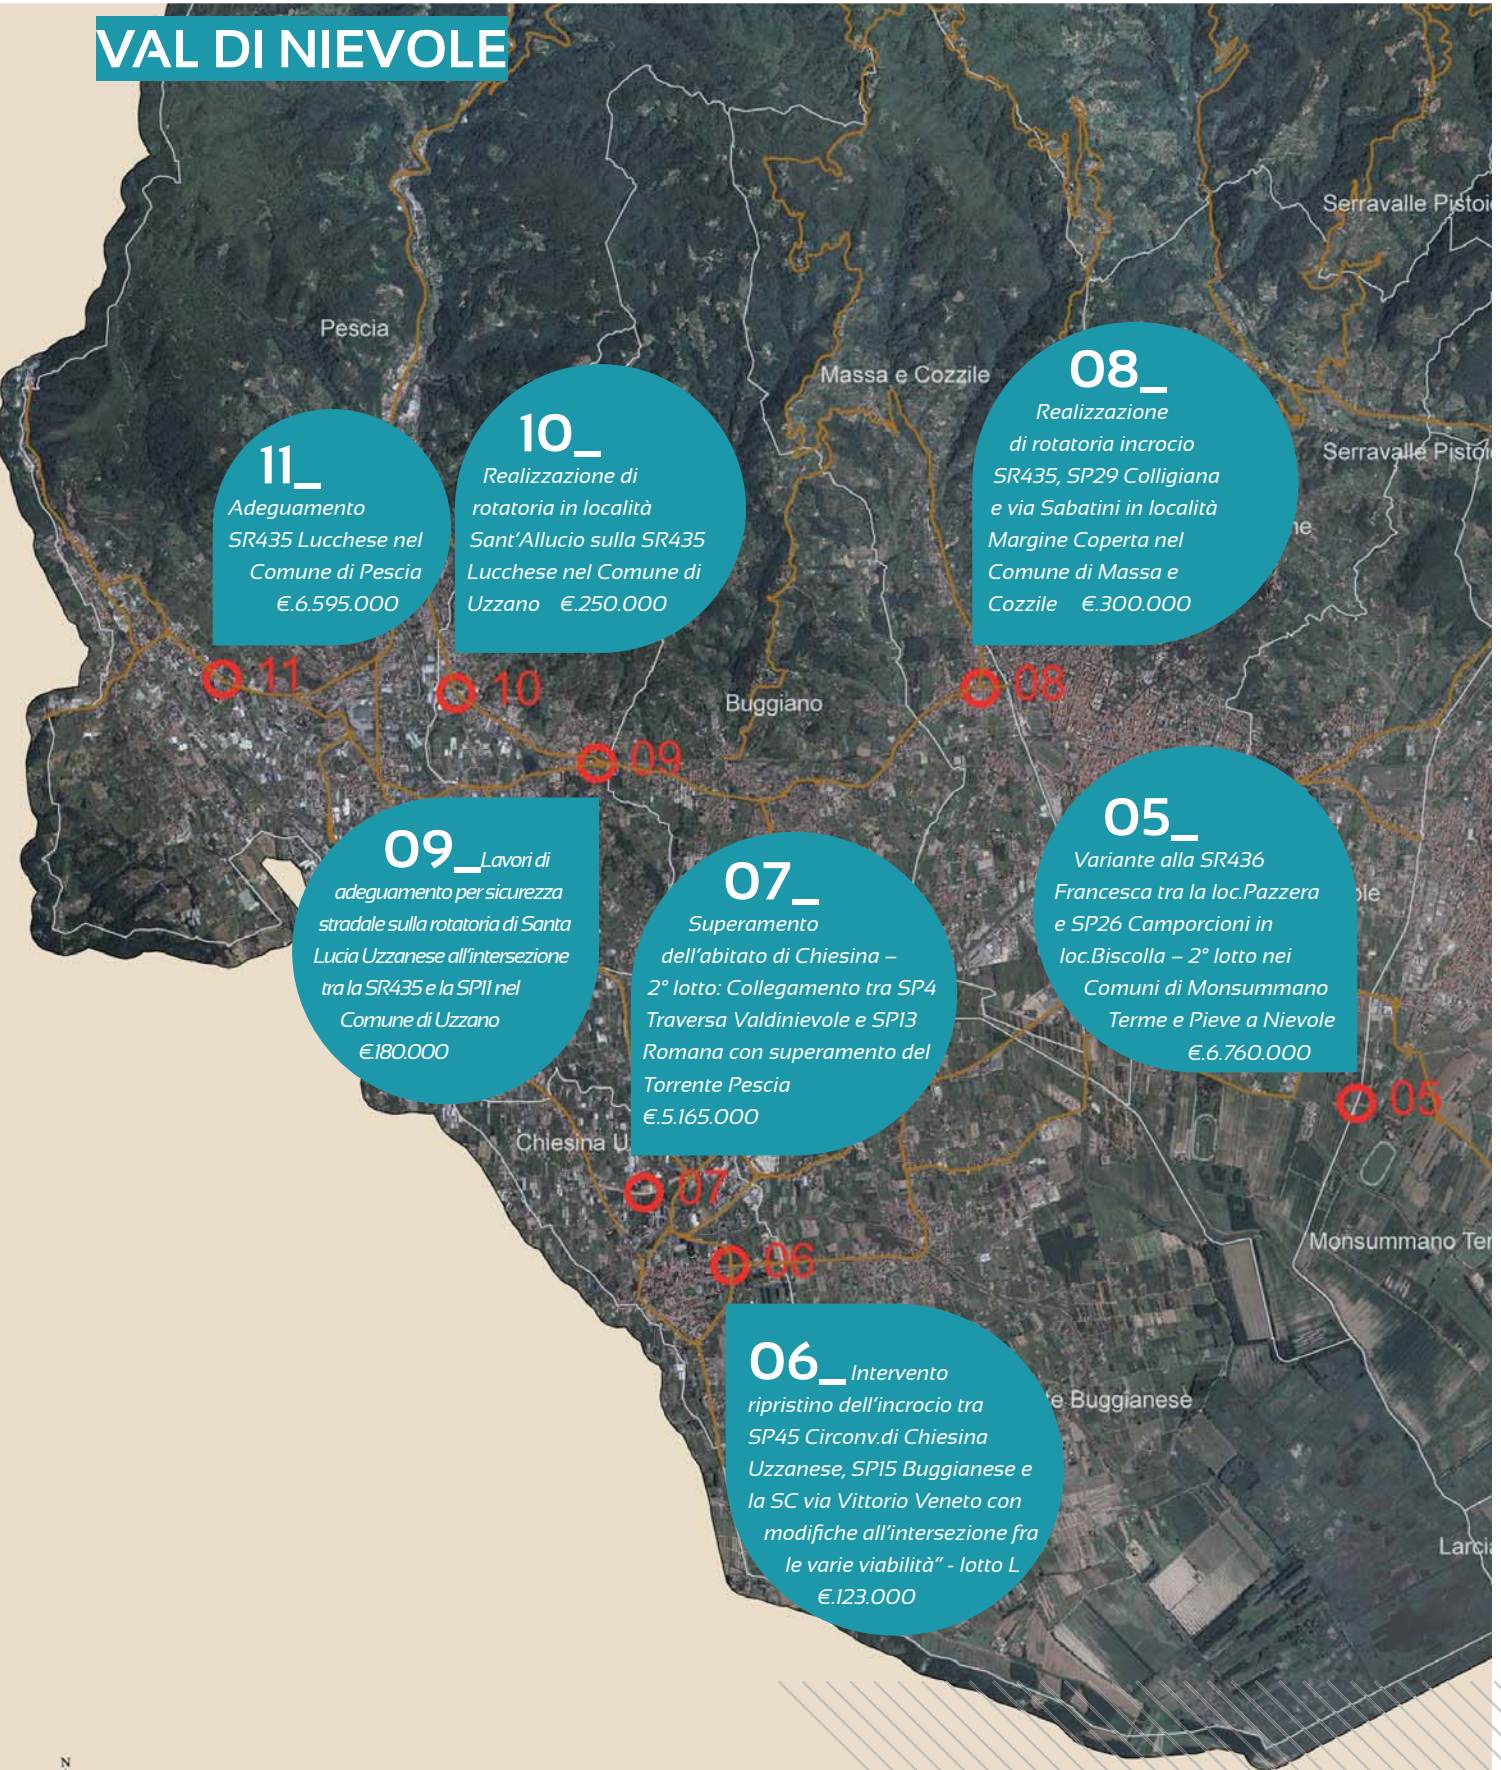 VAL DI NIEVOLE
Serravalle
Pescia
Massa e Cozzile
Serravalle
08_
Realizzazione
di rotatoria incrocio
SR435, SP29 Colligiana
e via Sabatini in località
Margine Coperta nel
Comune di Massa e
Cozzile €.300.000
10_
Realizzazione di
rotatoria in località
Sant'Allucio sulla SR435
Lucchese nel Comune di
Uzzano €.250.000
11_
Adeguamento
SR435 Lucchese nel
Comune di Pescia
€.6.595.000
11
10
08
Buggiano
09
09_Lavori di
adeguamento per sicurezza
stradale sulla rotatoria di Santa
Lucia Uzzanese all'intersezione
tra la SR435 e la SP11 nel
Comune di Uzzano
€.180.000
07_
Superamento
dell'abitato di Chiesina –
2° lotto: Collegamento tra SP4
Traversa Valdinievole e SP13
Romana con superamento del
Torrente Pescia
€.5.165.000
05_
Variante alla SR436
Francesca tra la loc.Pazzera
e SP26 Camporcioni in
loc.Biscolla – 2° lotto nei
Comuni di Monsummano
Terme e Pieve a Nievole
€.6.760.000
05
Chiesina
07
06
Monsummano
06_ Intervento
ripristino dell'incrocio tra
SP45 Circonv.di Chiesina
Uzzanese, SP15 Buggianese e
la SC via Vittorio Veneto con
modifiche all'intersezione fra
le varie viabilità" - lotto L
€.123.000
Buggianese
N